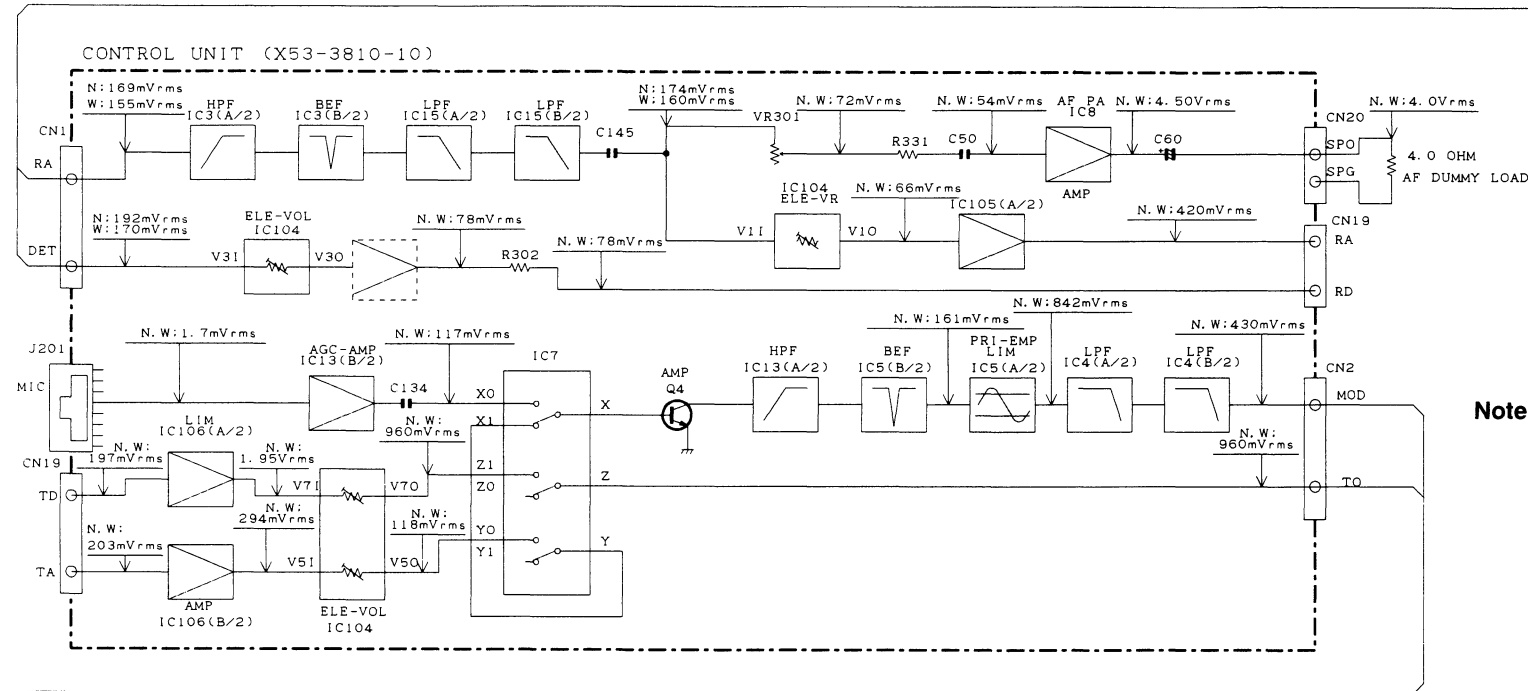 CONTROL UNIT (X53-3810-10)
N:169mVrms
W:155mVrms
HPF
IC3(A/2)
BEF
IC3(B/2)
LPF
IC15(A/2)
LPF
IC15(B/2)
C145
N:174mVrms
W:160mVrms
VR301
N.W:72mVrms
R331
C50
N.W:54mVrms
AF PA
IC8
AMP
N.W:4.50Vrms
C60
+
N.W:4.0Vrms
CN20
SPO
SPG
4.0 OHM
AF DUMMY LOAD
CN1
RA
DET
N:192mVrms
W:170mVrms
ELE-VOL
IC104
V3I
V3O
N.W:78mVrms
R302
N.W:78mVrms
IC104
ELE-VR
V1I
V1O
N.W:66mVrms
IC105(A/2)
N.W:420mVrms
CN19
RA
RD
J201
MIC
N.W:1.7mVrms
AGC-AMP
IC13(B/2)
C134
N.W:117mVrms
IC7
X0
X1
X
N.W:
960mVrms
Z1
Z0
Z
Y0
Y1
Y
AMP
Q4
HPF
IC13(A/2)
BEF
IC5(B/2)
N.W:161mVrms
PRI-EMP
LIM
IC5(A/2)
N.W:842mVrms
LPF
IC4(A/2)
LPF
IC4(B/2)
N.W:430mVrms
CN2
MOD
N.W:
960mVrms
TO
Note
CN19
TD
TA
N.W:
197mVrms
LIM
IC106(A/2)
N.W:
1.95Vrms
V7I
V7O
N.W:
203mVrms
AMP
IC106(B/2)
N.W:
294mVrms
V5I
V5O
N.W:
118mVrms
ELE-VOL
IC104